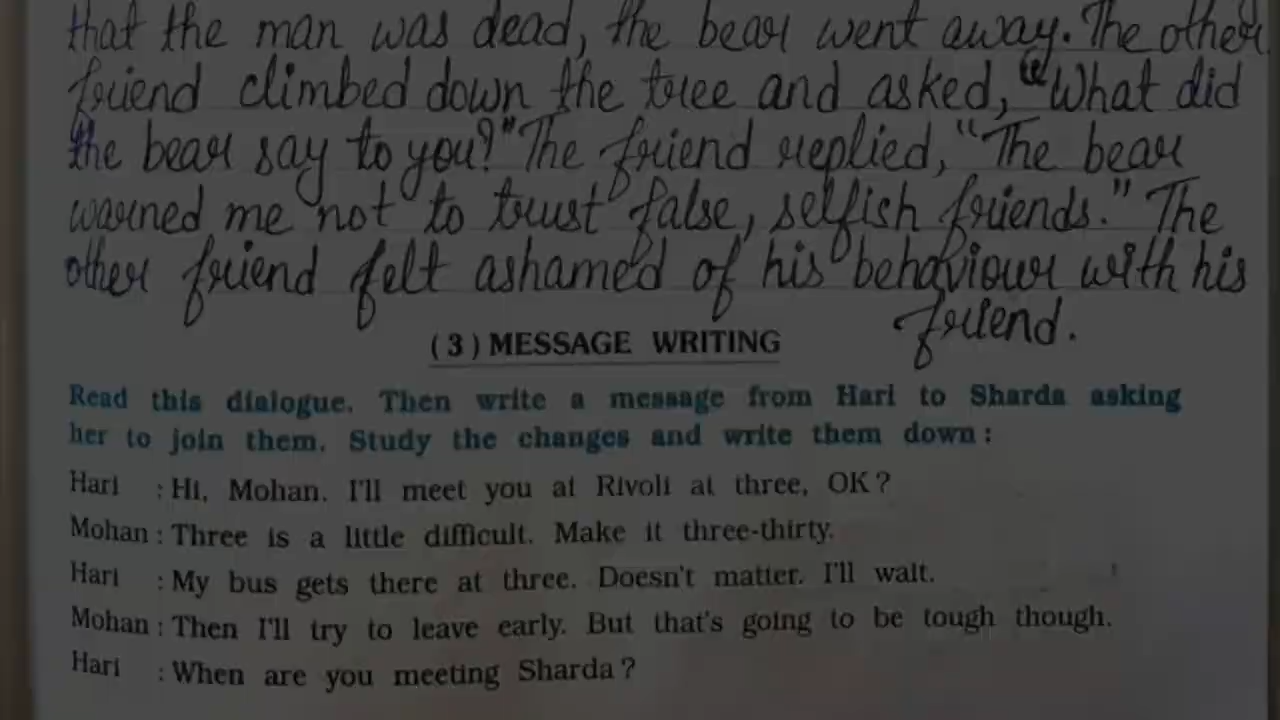 that the man was dead, the bear went away. The other
friend climbed down the tree and asked, "What did
the bear say to you?" The friend replied, "The bear
warned me not to trust false, selfish friends." The
other friend felt ashamed of his behaviour with his
friend.
(3) MESSAGE WRITING
Read this dialogue. Then write a message from Hari to Sharda asking
her to join them. Study the changes and write them down:
Hari : Hi, Mohan. I'll meet you at Rivoli at three, OK?
Mohan : Three is a little difficult. Make it three-thirty.
Hari : My bus gets there at three. Doesn't matter. I'll wait.
Mohan : Then I'll try to leave early. But that's going to be tough though.
Hari : When are you meeting Sharda?